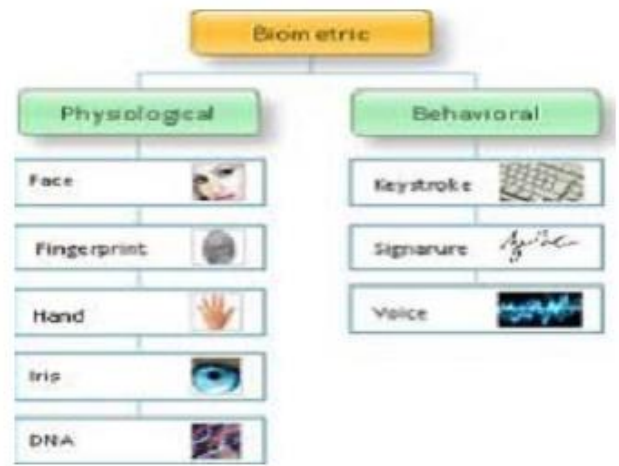 Biometric
Physiological
Behavioral
Face
Fingerprint
Hand
Iris
DNA
Keystroke
Signarure
Voice